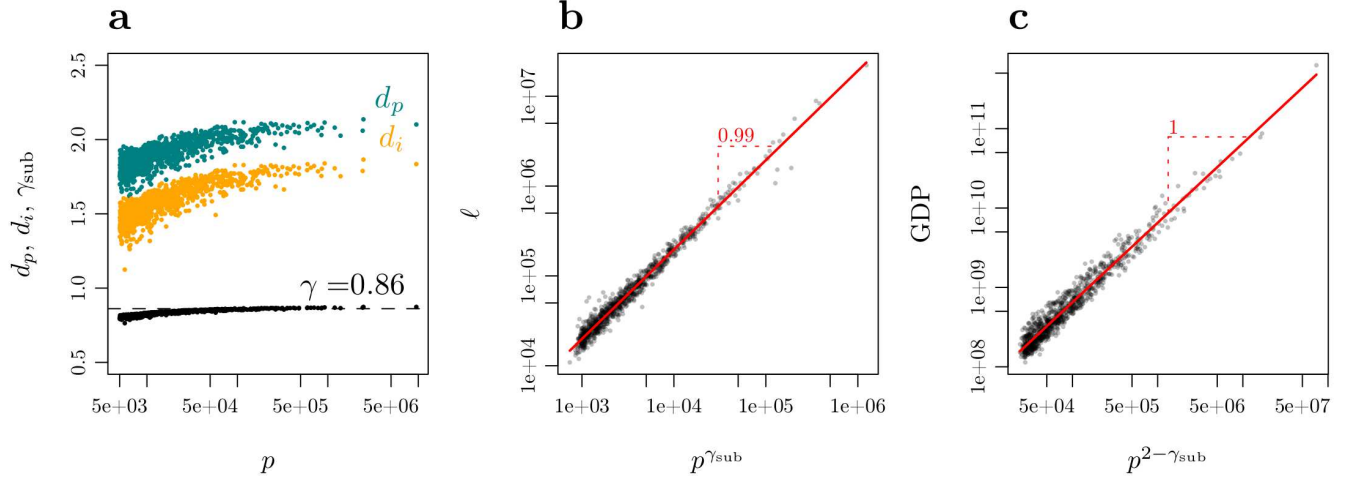 a
d_p, d_i, γ_sub
2.5
2.0
1.5
1.0
0.5
d_p
d_i
γ =0.86
5e+03
5e+04
5e+05
5e+06
p
b
ℓ
1e+07
1e+06
1e+05
1e+04
0.99
1e+03
1e+04
1e+05
1e+06
p^γ_sub
c
GDP
1e+11
1e+10
1e+09
1e+08
1
5e+04
5e+05
5e+06
5e+07
p^2−γ_sub